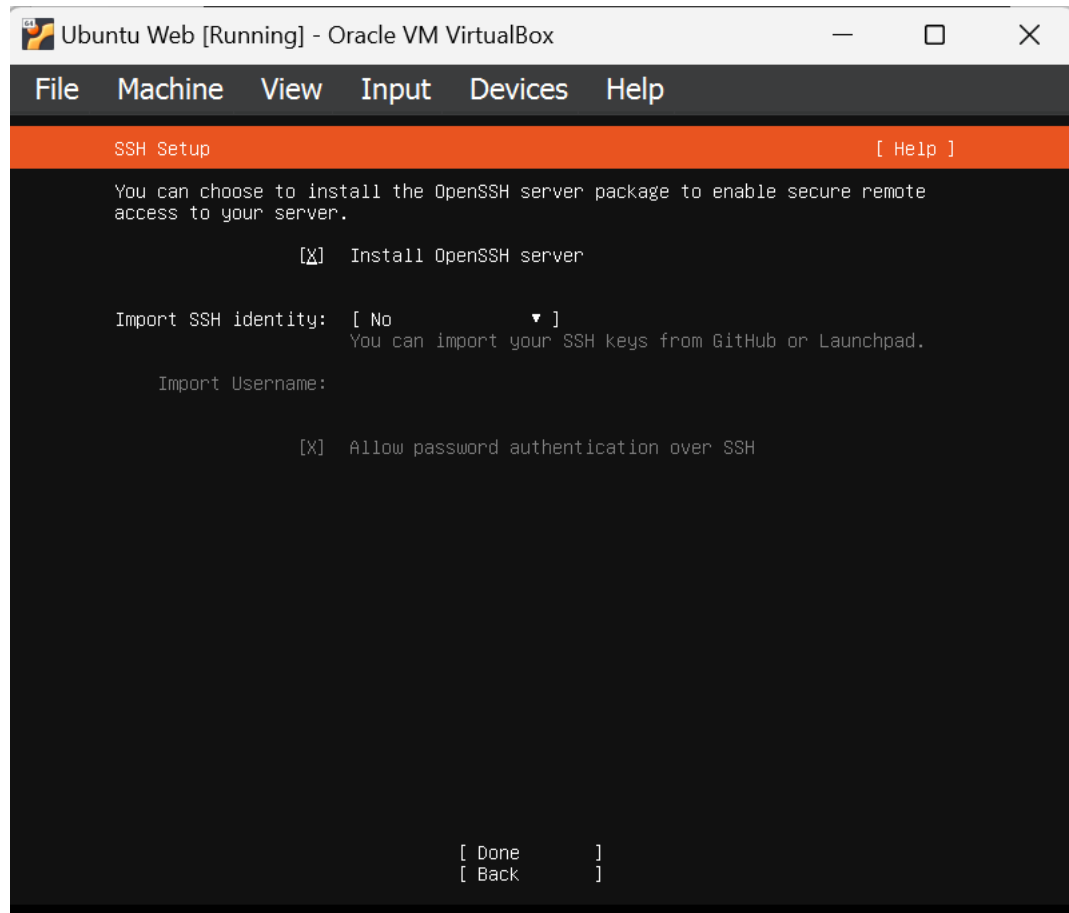 64
Ubuntu Web [Running] - Oracle VM VirtualBox
File Machine View Input Devices Help
SSH Setup [ Help ]
You can choose to install the OpenSSH server package to enable secure remote
access to your server.
[X] Install OpenSSH server
Import SSH identity: [ No ▾ ]
You can import your SSH keys from GitHub or Launchpad.
Import Username:
[X] Allow password authentication over SSH
[ Done ]
[ Back ]